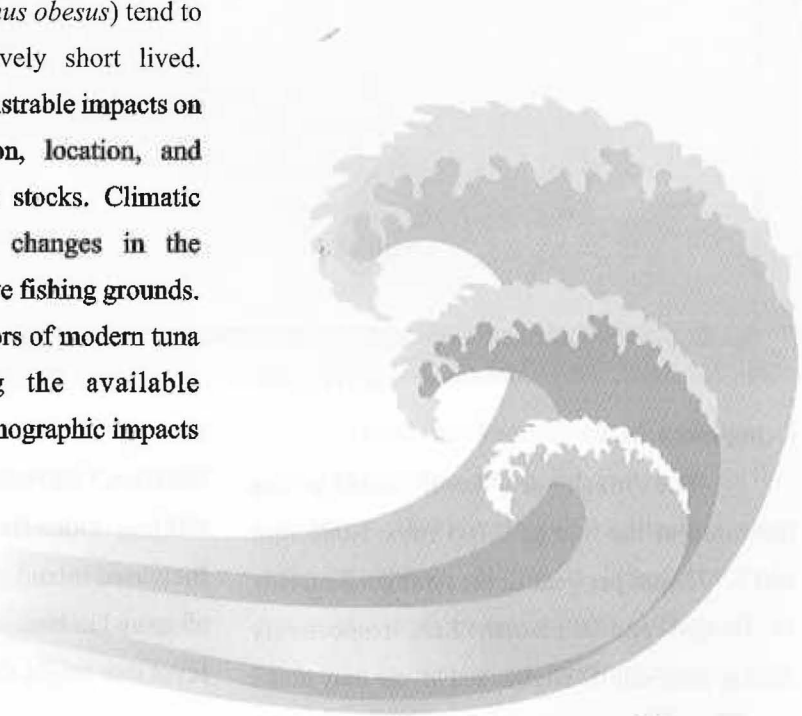 us obesus) tend to
vely short lived.
strable impacts on
on, location, and
stocks. Climatic
changes in the
e fishing grounds.
ors of modern tuna
g the available
nographic impacts